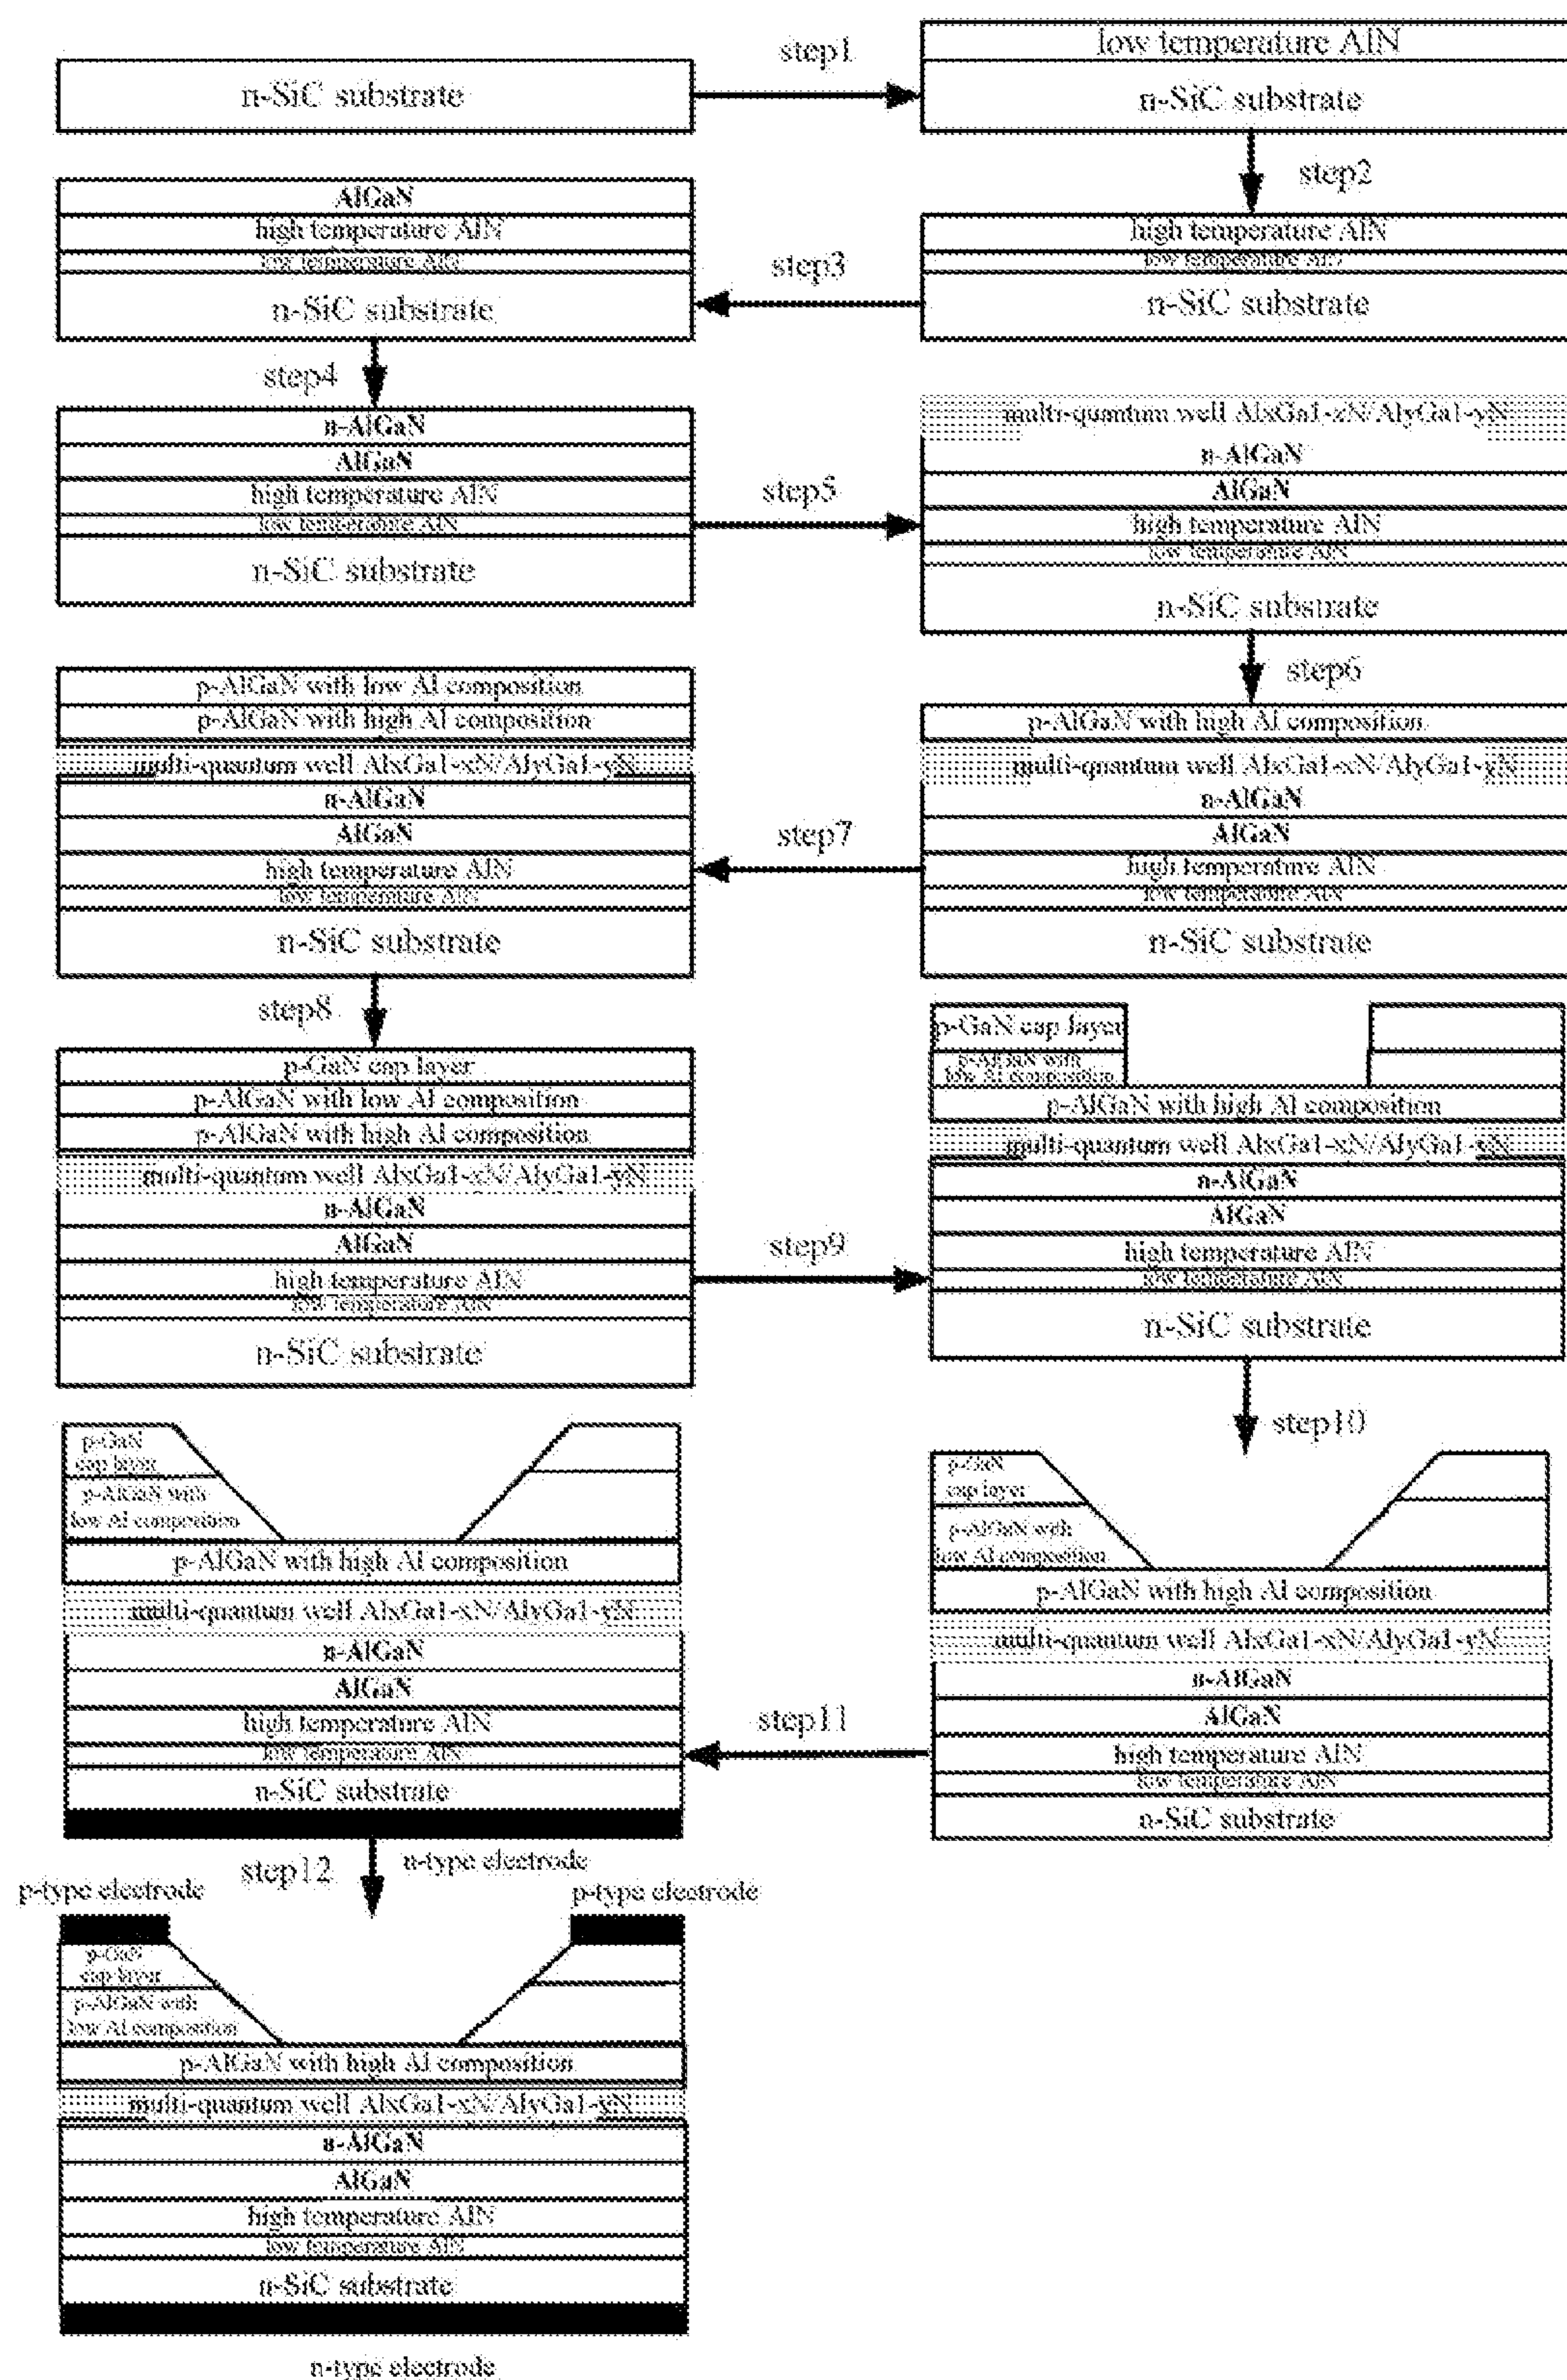 n-SiC substrate
step1
low temperature AlN
n-SiC substrate
step2
high temperature AlN
low temperature AlN
n-SiC substrate
step3
AlGaN
high temperature AlN
low temperature AlN
n-SiC substrate
step4
n-AlGaN
AlGaN
high temperature AlN
low temperature AlN
n-SiC substrate
step5
multi-quantum well AlxGa1-xN/AlyGa1-yN
n-AlGaN
AlGaN
high temperature AlN
low temperature AlN
n-SiC substrate
step6
p-AlGaN with high Al composition
multi-quantum well AlxGa1-xN/AlyGa1-yN
n-AlGaN
AlGaN
high temperature AlN
low temperature AlN
n-SiC substrate
step7
p-AlGaN with low Al composition
p-AlGaN with high Al composition
multi-quantum well AlxGa1-xN/AlyGa1-yN
n-AlGaN
AlGaN
high temperature AlN
low temperature AlN
n-SiC substrate
step8
p-GaN cap layer
p-AlGaN with low Al composition
p-AlGaN with high Al composition
multi-quantum well AlxGa1-xN/AlyGa1-yN
n-AlGaN
AlGaN
high temperature AlN
low temperature AlN
n-SiC substrate
step9
p-GaN cap layer
p-AlGaN with
low Al composition
p-AlGaN with high Al composition
multi-quantum well AlxGa1-xN/AlyGa1-yN
n-AlGaN
AlGaN
high temperature AlN
low temperature AlN
n-SiC substrate
step10
p-GaN
cap layer
p-AlGaN with
low Al composition
p-AlGaN with high Al composition
multi-quantum well AlxGa1-xN/AlyGa1-yN
n-AlGaN
AlGaN
high temperature AlN
low temperature AlN
n-SiC substrate
step11
p-GaN
cap layer
p-AlGaN with
low Al composition
p-AlGaN with high Al composition
multi-quantum well AlxGa1-xN/AlyGa1-yN
n-AlGaN
AlGaN
high temperature AlN
low temperature AlN
n-SiC substrate
n-type electrode
step12
p-type electrode
p-type electrode
p-GaN
cap layer
p-AlGaN with
low Al composition
p-AlGaN with high Al composition
multi-quantum well AlxGa1-xN/AlyGa1-yN
n-AlGaN
AlGaN
high temperature AlN
low temperature AlN
n-SiC substrate
n-type electrode